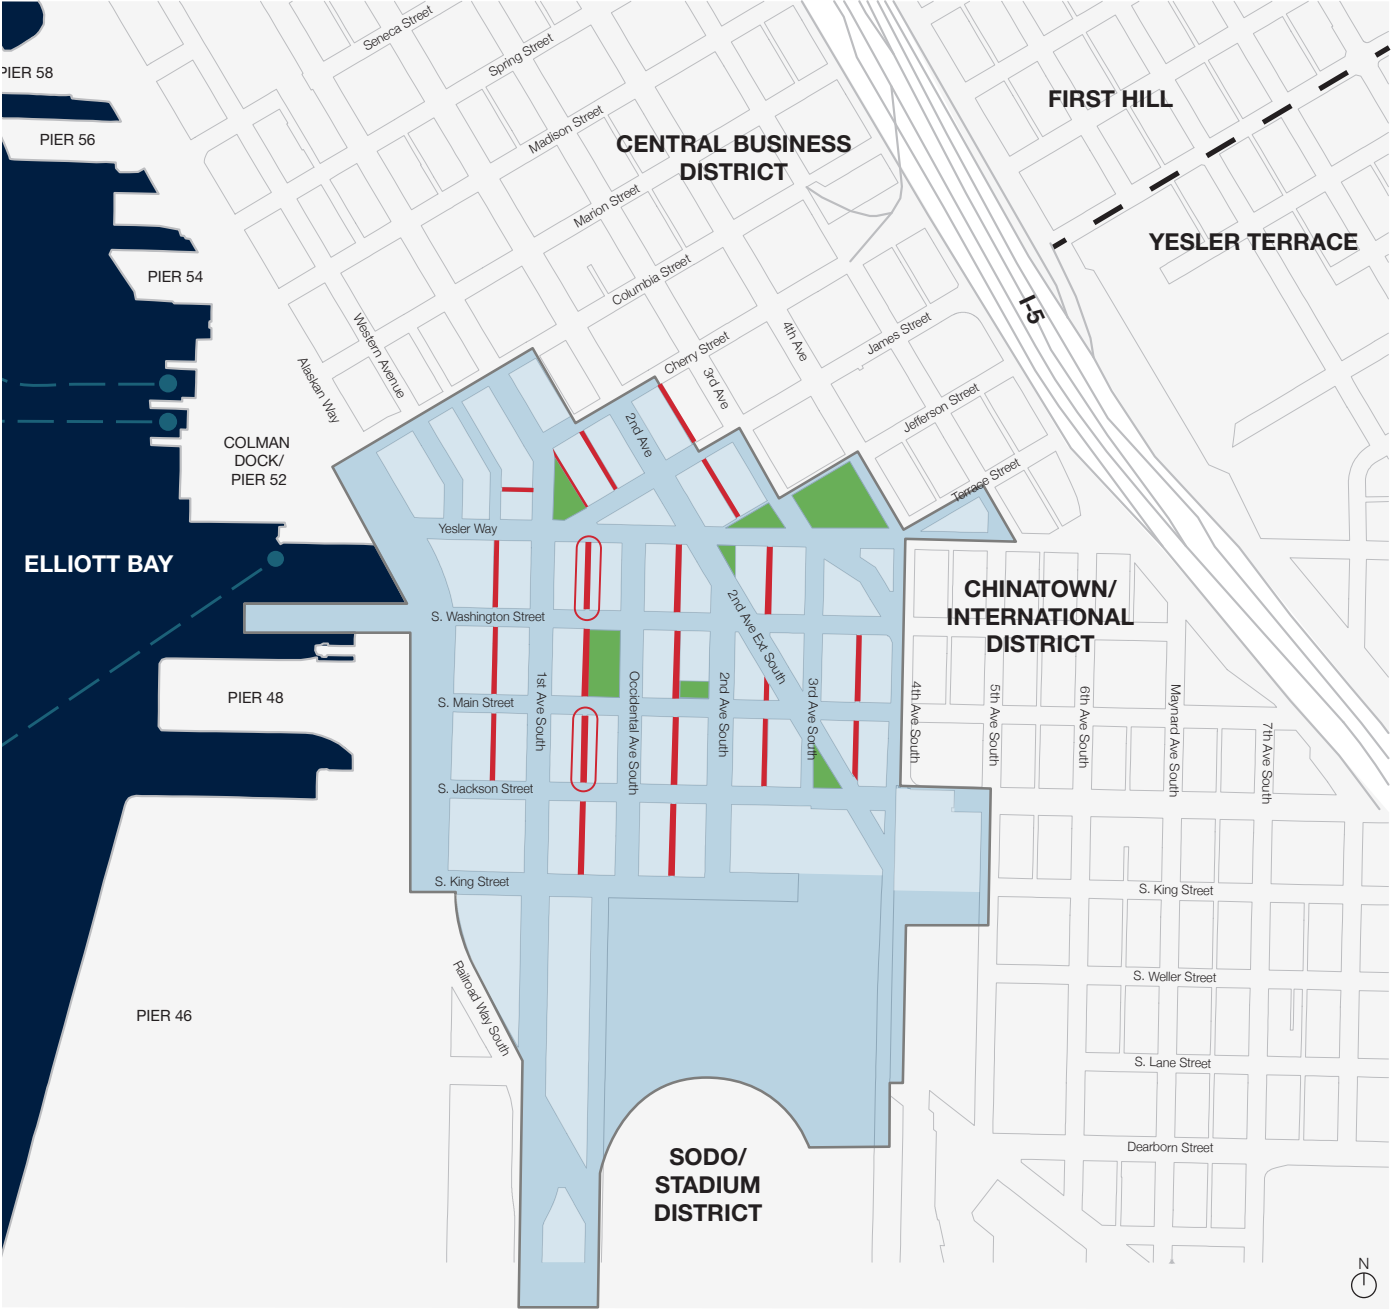 Seneca Street
Spring Street
PIER 58
FIRST HILL
Madison Street
PIER 56
CENTRAL BUSINESS
DISTRICT
Marion Street
YESLER TERRACE
PIER 54
Columbia Street
I-5
Western Avenue
Alaskan Way
Cherry Street
4th Ave
James Street
3rd Ave
Jefferson Street
2nd Ave
COLMAN
DOCK/
PIER 52
Terrace Street
Yesler Way
ELLIOTT BAY
CHINATOWN/
INTERNATIONAL
DISTRICT
S. Washington Street
2nd Ave Ext South
PIER 48
S. Main Street
1st Ave South
Occidental Ave South
2nd Ave South
3rd Ave South
4th Ave South
5th Ave South
6th Ave South
Maynard Ave South
7th Ave South
S. Jackson Street
S. King Street
S. King Street
Railroad Way South
S. Weller Street
PIER 46
S. Lane Street
Dearborn Street
SODO/
STADIUM
DISTRICT
N